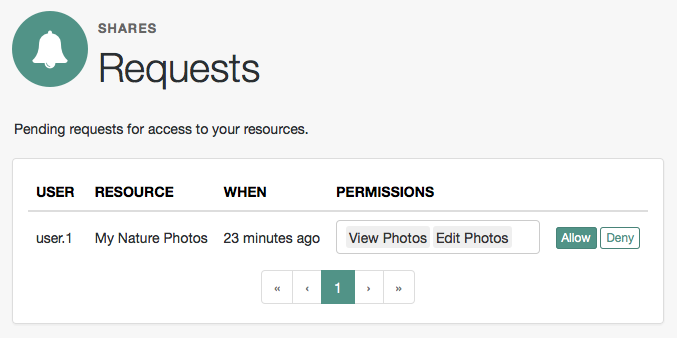 SHARES
Requests
Pending requests for access to your resources.
USER RESOURCE WHEN PERMISSIONS
user.1 My Nature Photos 23 minutes ago View Photos Edit Photos Allow Deny
« ‹ 1 › »